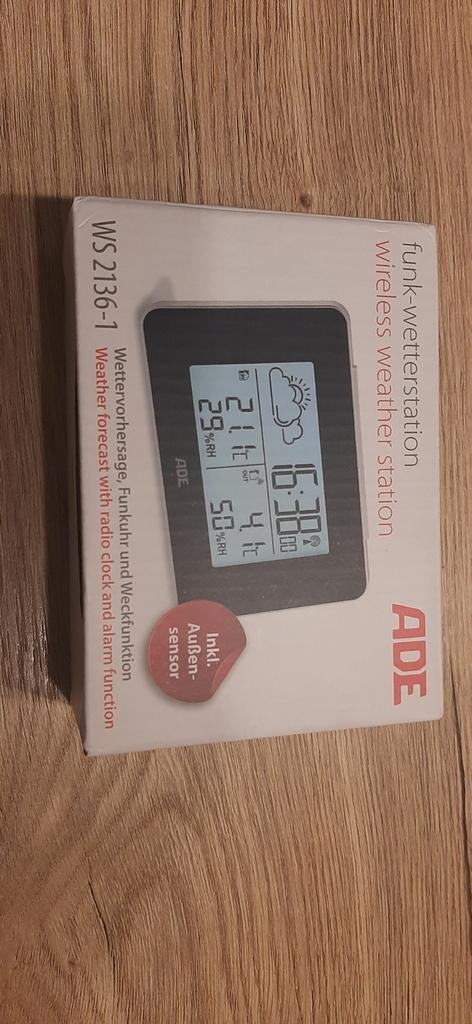 funk-wetterstation
wireless weather station
ADE
16:38 00
21.1°C
OUT
4.1°C
29%RH
50%RH
ADE
Inkl.
Außen-
sensor
WS 2136-1
Wettervorhersage, Funkuhr und Weckfunktion
Weather forecast with radio clock and alarm function